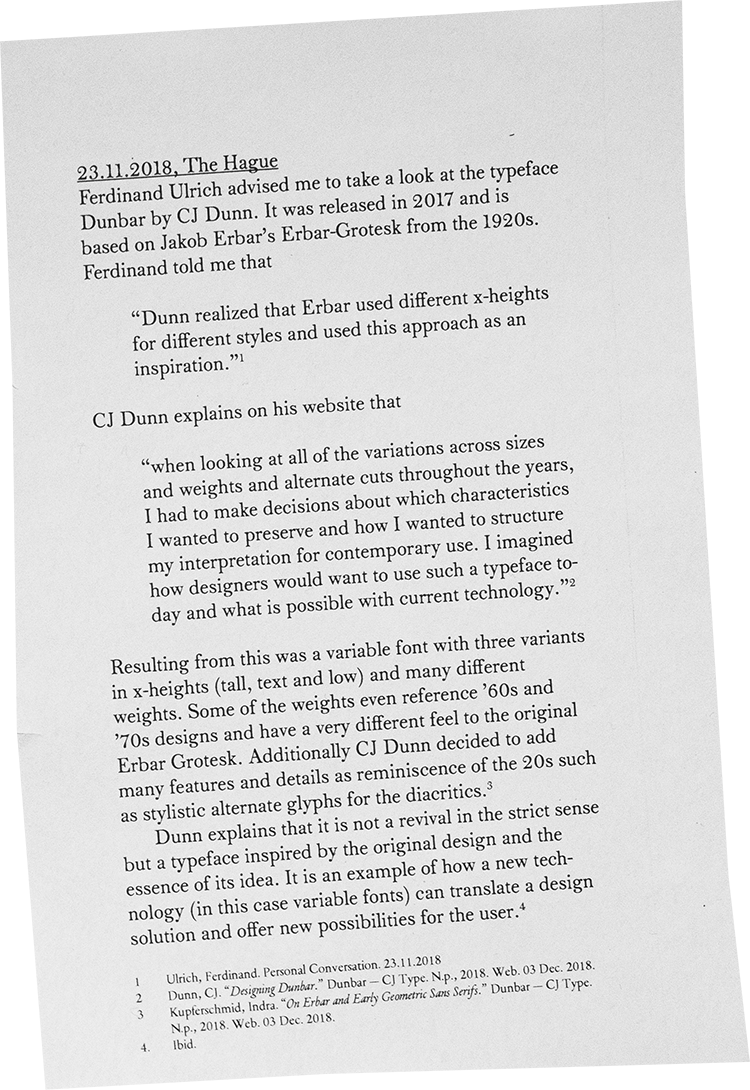 23.11.2018, The Hague
Ferdinand Ulrich advised me to take a look at the typeface
Dunbar by CJ Dunn. It was released in 2017 and is
based on Jakob Erbar’s Erbar-Grotesk from the 1920s.
Ferdinand told me that
“Dunn realized that Erbar used different x-heights
for different styles and used this approach as an
inspiration.”¹
CJ Dunn explains on his website that
“when looking at all of the variations across sizes
and weights and alternate cuts throughout the years,
I had to make decisions about which characteristics
I wanted to preserve and how I wanted to structure
my interpretation for contemporary use. I imagined
how designers would want to use such a typeface to-
day and what is possible with current technology.”²
Resulting from this was a variable font with three variants
in x-heights (tall, text and low) and many different
weights. Some of the weights even reference ’60s and
’70s designs and have a very different feel to the original
Erbar Grotesk. Additionally CJ Dunn decided to add
many features and details as reminiscence of the 20s such
as stylistic alternate glyphs for the diacritics.³
Dunn explains that it is not a revival in the strict sense
but a typeface inspired by the original design and the
essence of its idea. It is an example of how a new tech-
nology (in this case variable fonts) can translate a design
solution and offer new possibilities for the user.⁴
1 Ulrich, Ferdinand. Personal Conversation. 23.11.2018
2 Dunn, CJ. “Designing Dunbar.” Dunbar — CJ Type. N.p., 2018. Web. 03 Dec. 2018.
3 Kupferschmid, Indra. “On Erbar and Early Geometric Sans Serifs.” Dunbar — CJ Type.
N.p., 2018. Web. 03 Dec. 2018.
4. Ibid.